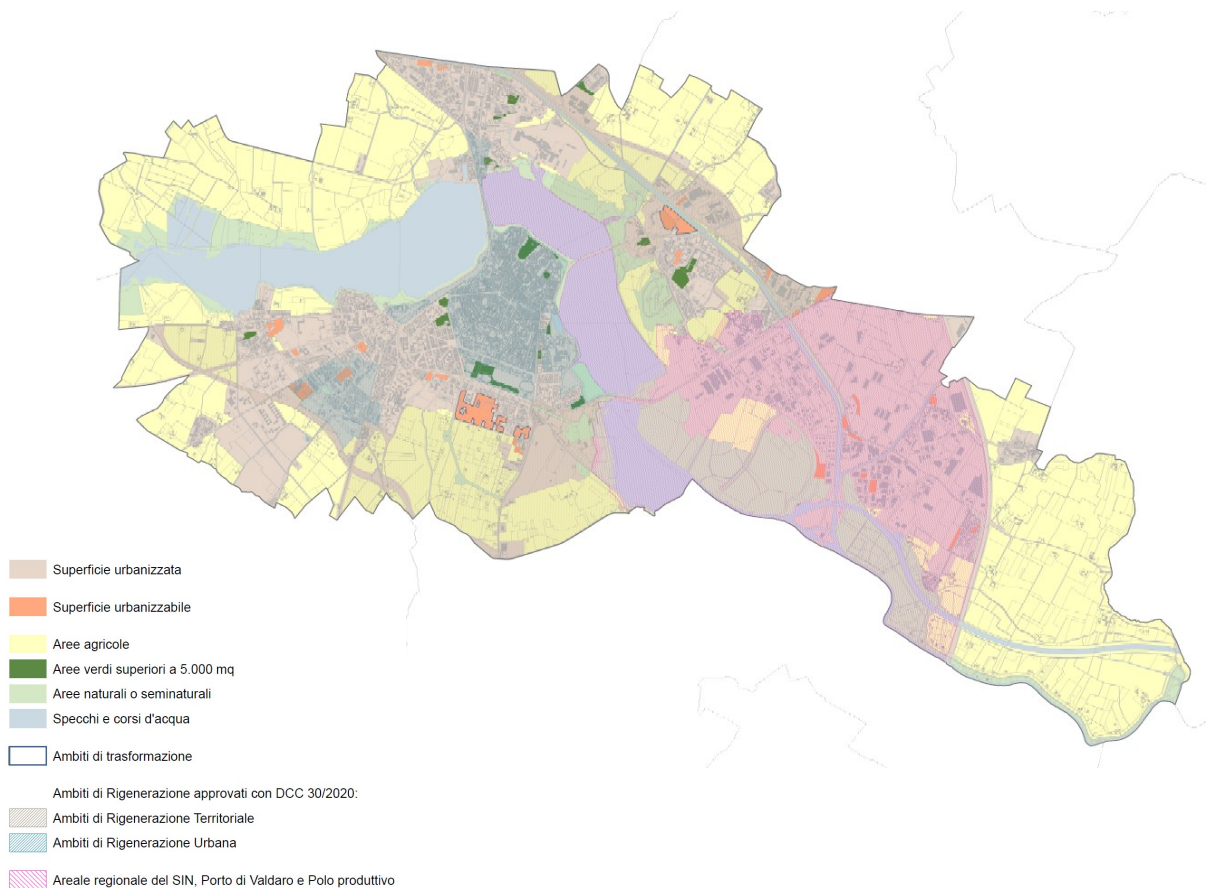 Superficie urbanizzata
Superficie urbanizzabile
Aree agricole
Aree verdi superiori a 5.000 mq
Aree naturali o seminaturali
Specchi e corsi d'acqua
Ambiti di trasformazione
Ambiti di Rigenerazione approvati con DCC 30/2020:
Ambiti di Rigenerazione Territoriale
Ambiti di Rigenerazione Urbana
Areale regionale del SIN, Porto di Valdaro e Polo produttivo